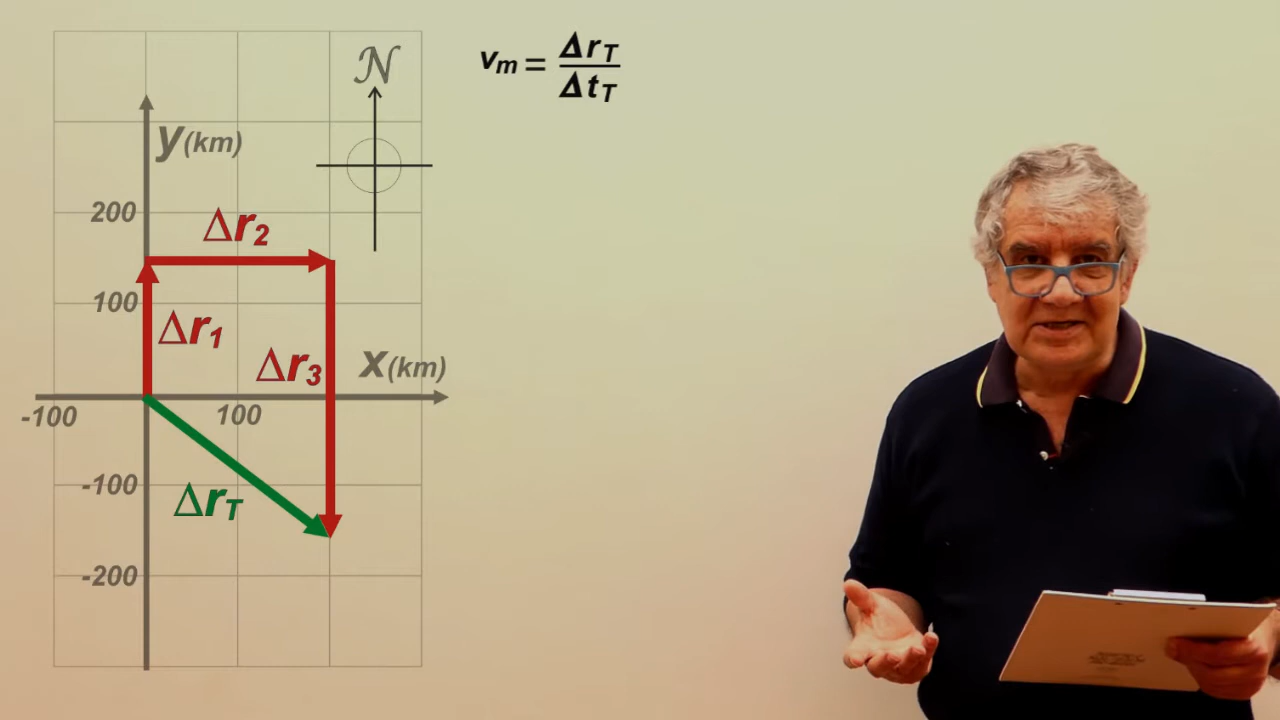 N
y(km)
200
Δr2
100
Δr1
Δr3
x(km)
-100
100
-100
ΔrT
-200
vm = ΔrT
ΔtT